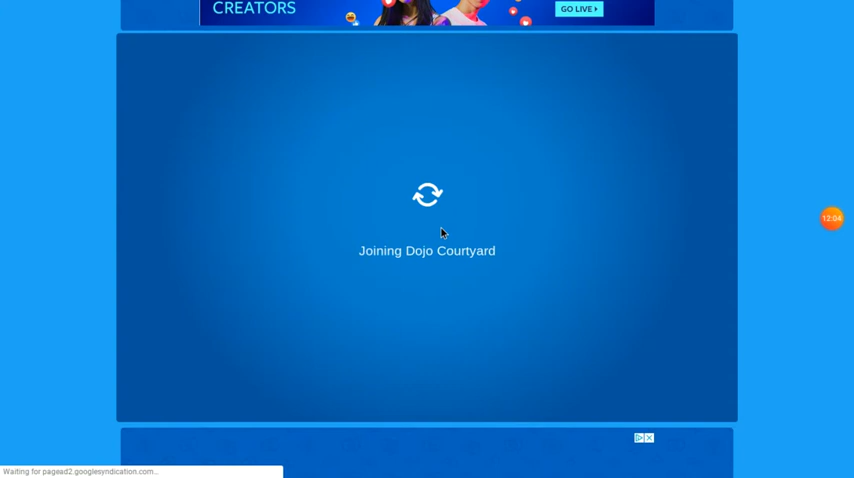 CREATORS
GO LIVE
12:04
Joining Dojo Courtyard
Waiting for pagead2.googlesyndication.com...